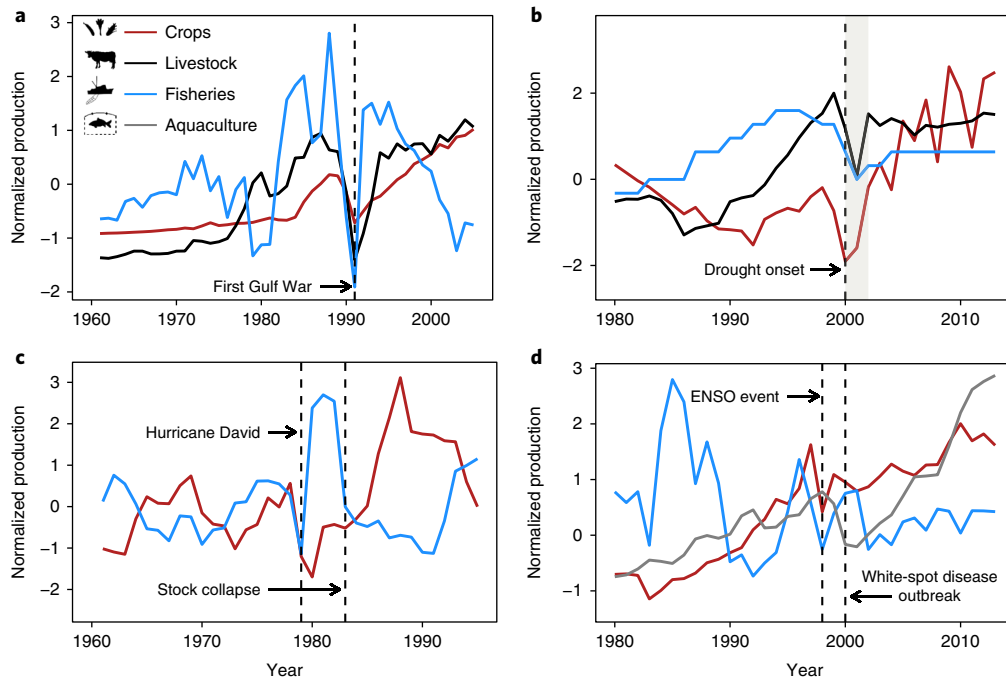 a
Normalized production
3
2
1
0
−1
−2
Crops
Livestock
Fisheries
Aquaculture
First Gulf War
1960
1970
1980
1990
2000
b
Normalized production
2
0
−2
Drought onset
1980
1990
2000
2010
c
Normalized production
3
2
1
0
−1
−2
Hurricane David
Stock collapse
1960
1970
1980
1990
Year
d
Normalized production
3
2
1
0
−1
ENSO event
White-spot disease
outbreak
1980
1990
2000
2010
Year